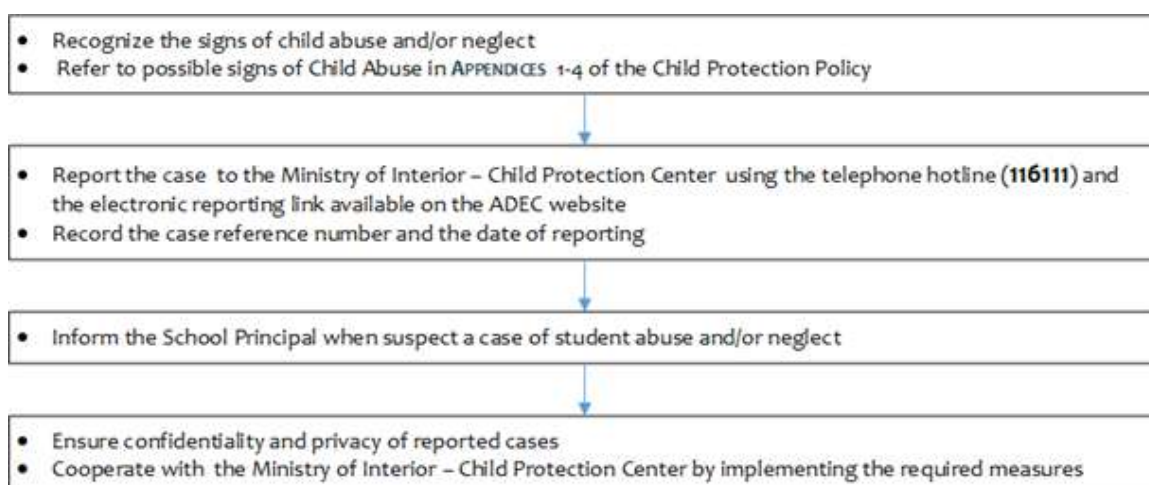 • Recognize the signs of child abuse and/or neglect
• Refer to possible signs of Child Abuse in APPENDICES 1-4 of the Child Protection Policy
• Report the case to the Ministry of Interior – Child Protection Center using the telephone hotline (116111) and
the electronic reporting link available on the ADEC website
• Record the case reference number and the date of reporting
• Inform the School Principal when suspect a case of student abuse and/or neglect
• Ensure confidentiality and privacy of reported cases
• Cooperate with the Ministry of Interior – Child Protection Center by implementing the required measures